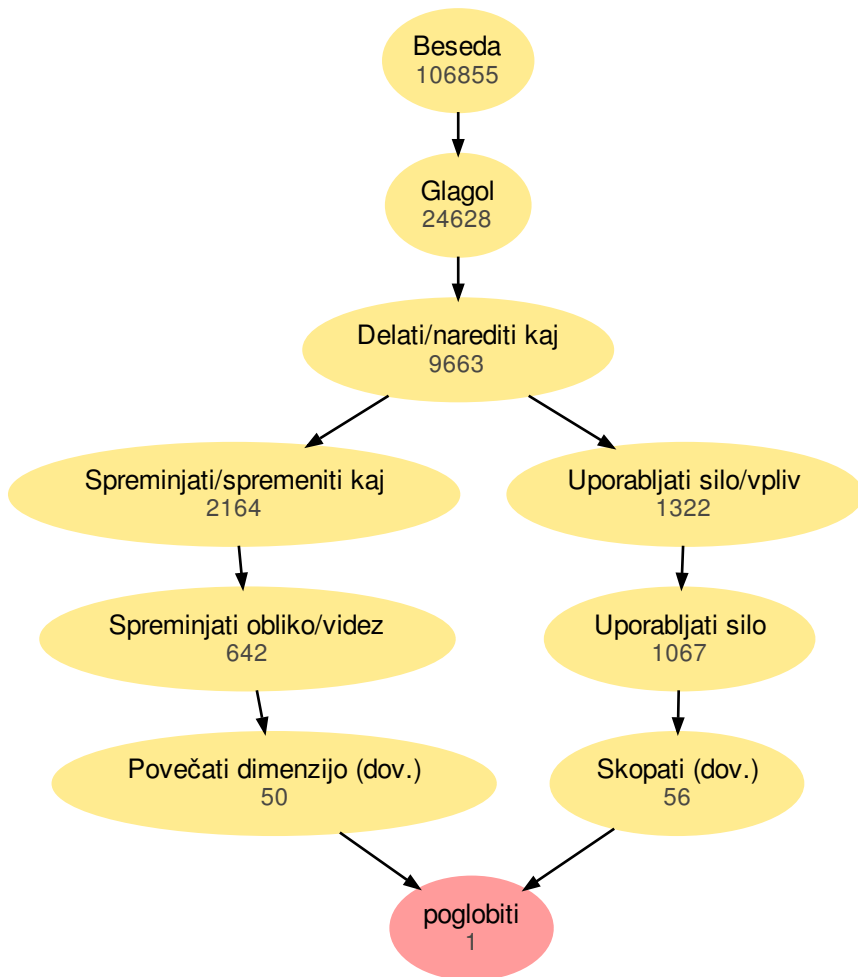 Beseda
106855
Glagol
24628
Delati/narediti kaj
9663
Spreminjati/spremeniti kaj
2164
Uporabljati silo/vpliv
1322
Spreminjati obliko/videz
642
Uporabljati silo
1067
Povečati dimenzijo (dov.)
50
Skopati (dov.)
56
poglobiti
1